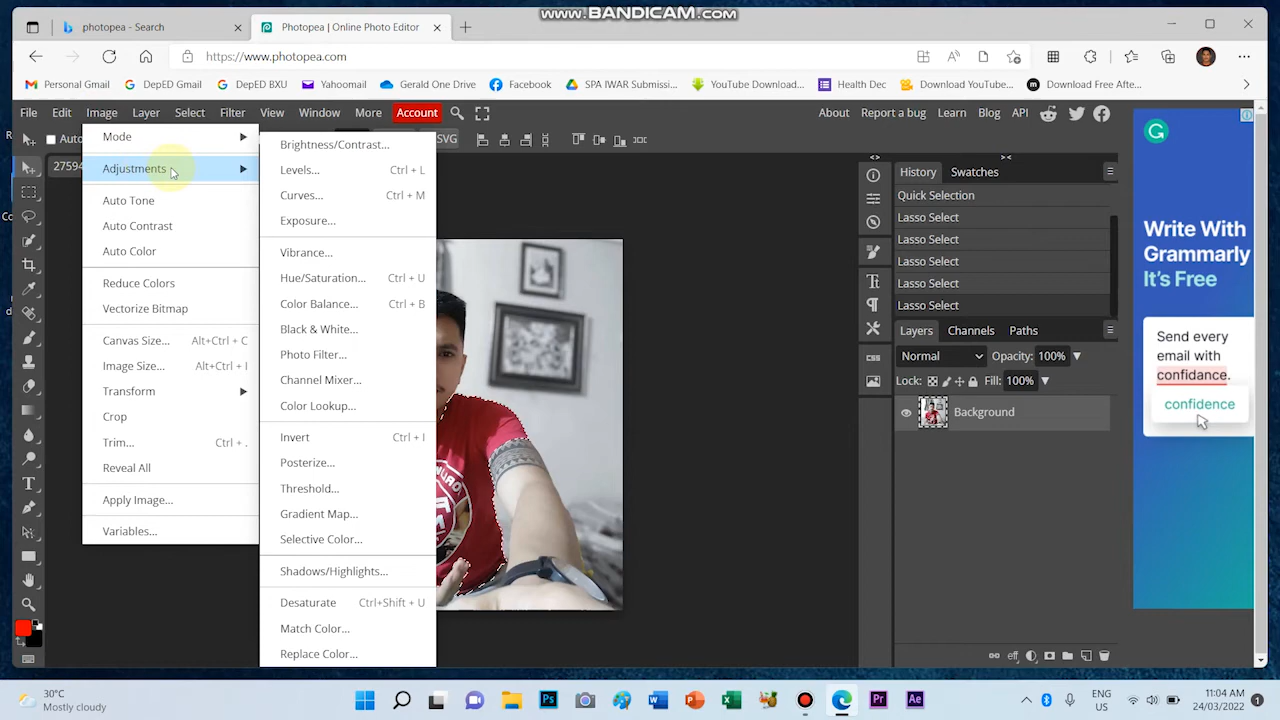 www.BANDICAM.com
photopea - Search
Photopea | Online Photo Editor
https://www.photopea.com
Personal Gmail
DepED Gmail
DepED BXU
Yahoomail
Gerald One Drive
Facebook
SPA IWAR Submissi...
YouTube Download...
Health Dec
Download YouTube...
Download Free Afte...
File Edit Image Layer Select Filter View Window More Account
About Report a bug Learn Blog API
Auto
SVG
27594
Mode
Adjustments
Auto Tone
Auto Contrast
Auto Color
Reduce Colors
Vectorize Bitmap
Canvas Size... Alt+Ctrl + C
Image Size... Alt+Ctrl + I
Transform
Crop
Trim... Ctrl + .
Reveal All
Apply Image...
Variables...
Brightness/Contrast...
Levels... Ctrl + L
Curves... Ctrl + M
Exposure...
Vibrance...
Hue/Saturation... Ctrl + U
Color Balance... Ctrl + B
Black & White...
Photo Filter...
Channel Mixer...
Color Lookup...
Invert Ctrl + I
Posterize...
Threshold...
Gradient Map...
Selective Color...
Shadows/Highlights...
Desaturate Ctrl+Shift + U
Match Color...
Replace Color...
History Swatches
Quick Selection
Lasso Select
Lasso Select
Lasso Select
Lasso Select
Lasso Select
Layers Channels Paths
Normal Opacity: 100%
Lock: Fill: 100%
Background
CSS
Write With
Grammarly
It's Free
Send every
email with
confidance.
confidence
30°C
Mostly cloudy
ENG
US
11:04 AM
24/03/2022